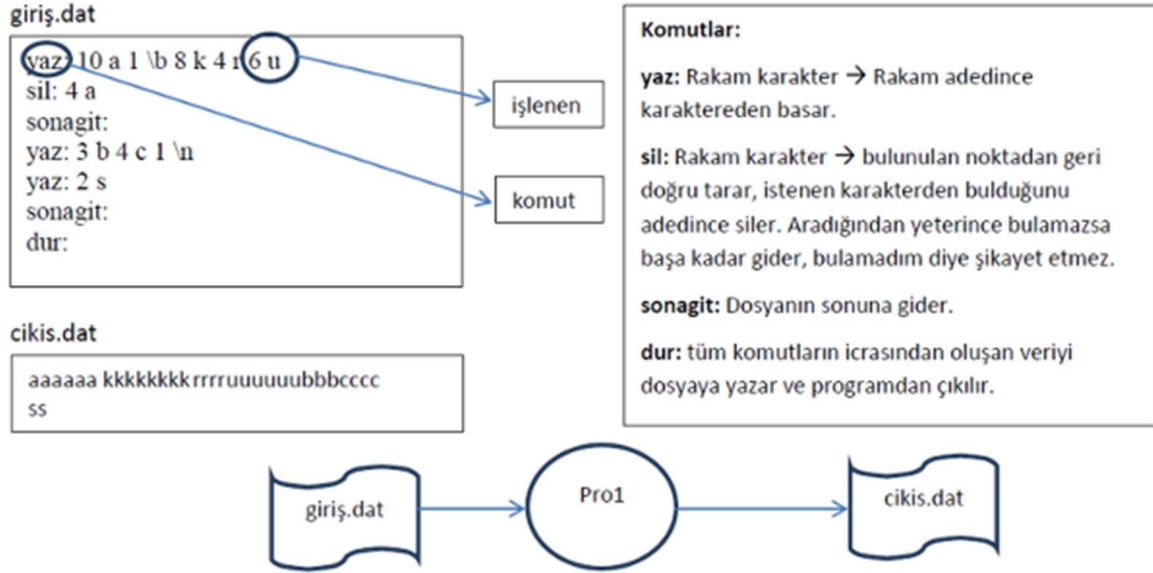 giriş.dat
yaz: 10 a 1 \b 8 k 4 r 6 u
sil: 4 a
sonagit:
yaz: 3 b 4 c 1 \n
yaz: 2 s
sonagit:
dur:
işlenen
komut
Komutlar:
yaz: Rakam karakter → Rakam adedince
karaktereden basar.
sil: Rakam karakter → bulunulan noktadan geri
doğru tarar, istenen karakterden bulduğunu
adedince siler. Aradığından yeterince bulamazsa
başa kadar gider, bulamadım diye şikayet etmez.
sonagit: Dosyanın sonuna gider.
dur: tüm komutların icrasından oluşan veriyi
dosyaya yazar ve programdan çıkılır.
cikis.dat
aaaaaa kkkkkkkkrrrruuuuuubbbcccc
ss
giriş.dat
Pro1
cikis.dat